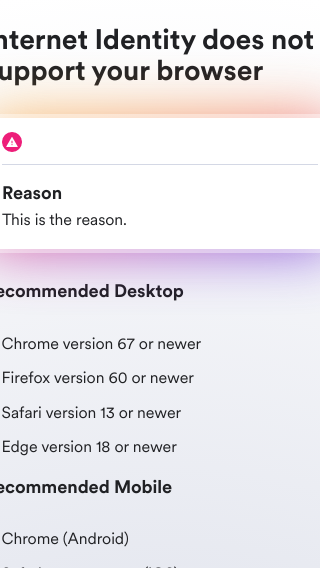 nternet Identity does not
upport your browser
Reason
This is the reason.
ecommended Desktop
Chrome version 67 or newer
Firefox version 60 or newer
Safari version 13 or newer
Edge version 18 or newer
ecommended Mobile
Chrome (Android)